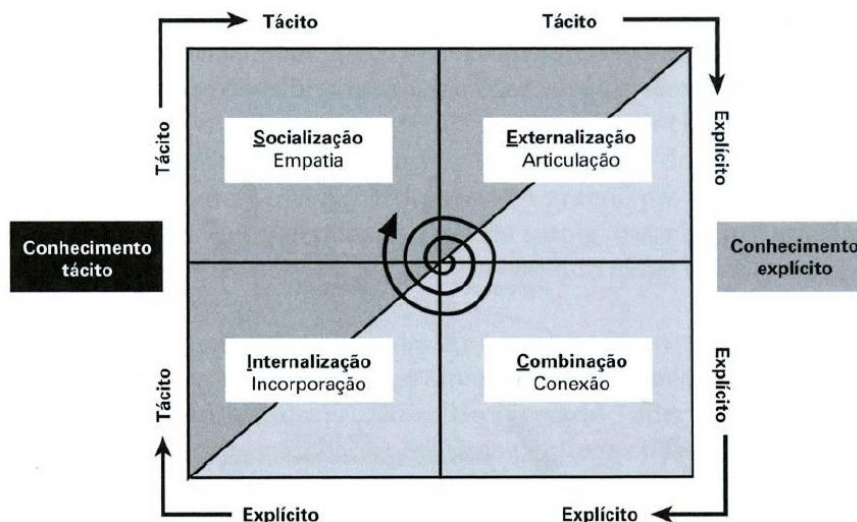 Tácito
Tácito
Tácito
Explícito
Socialização
Empatia
Externalização
Articulação
Conhecimento
tácito
Conhecimento
explícito
Internalização
Incorporação
Combinação
Conexão
Tácito
Explícito
Explícito
Explícito